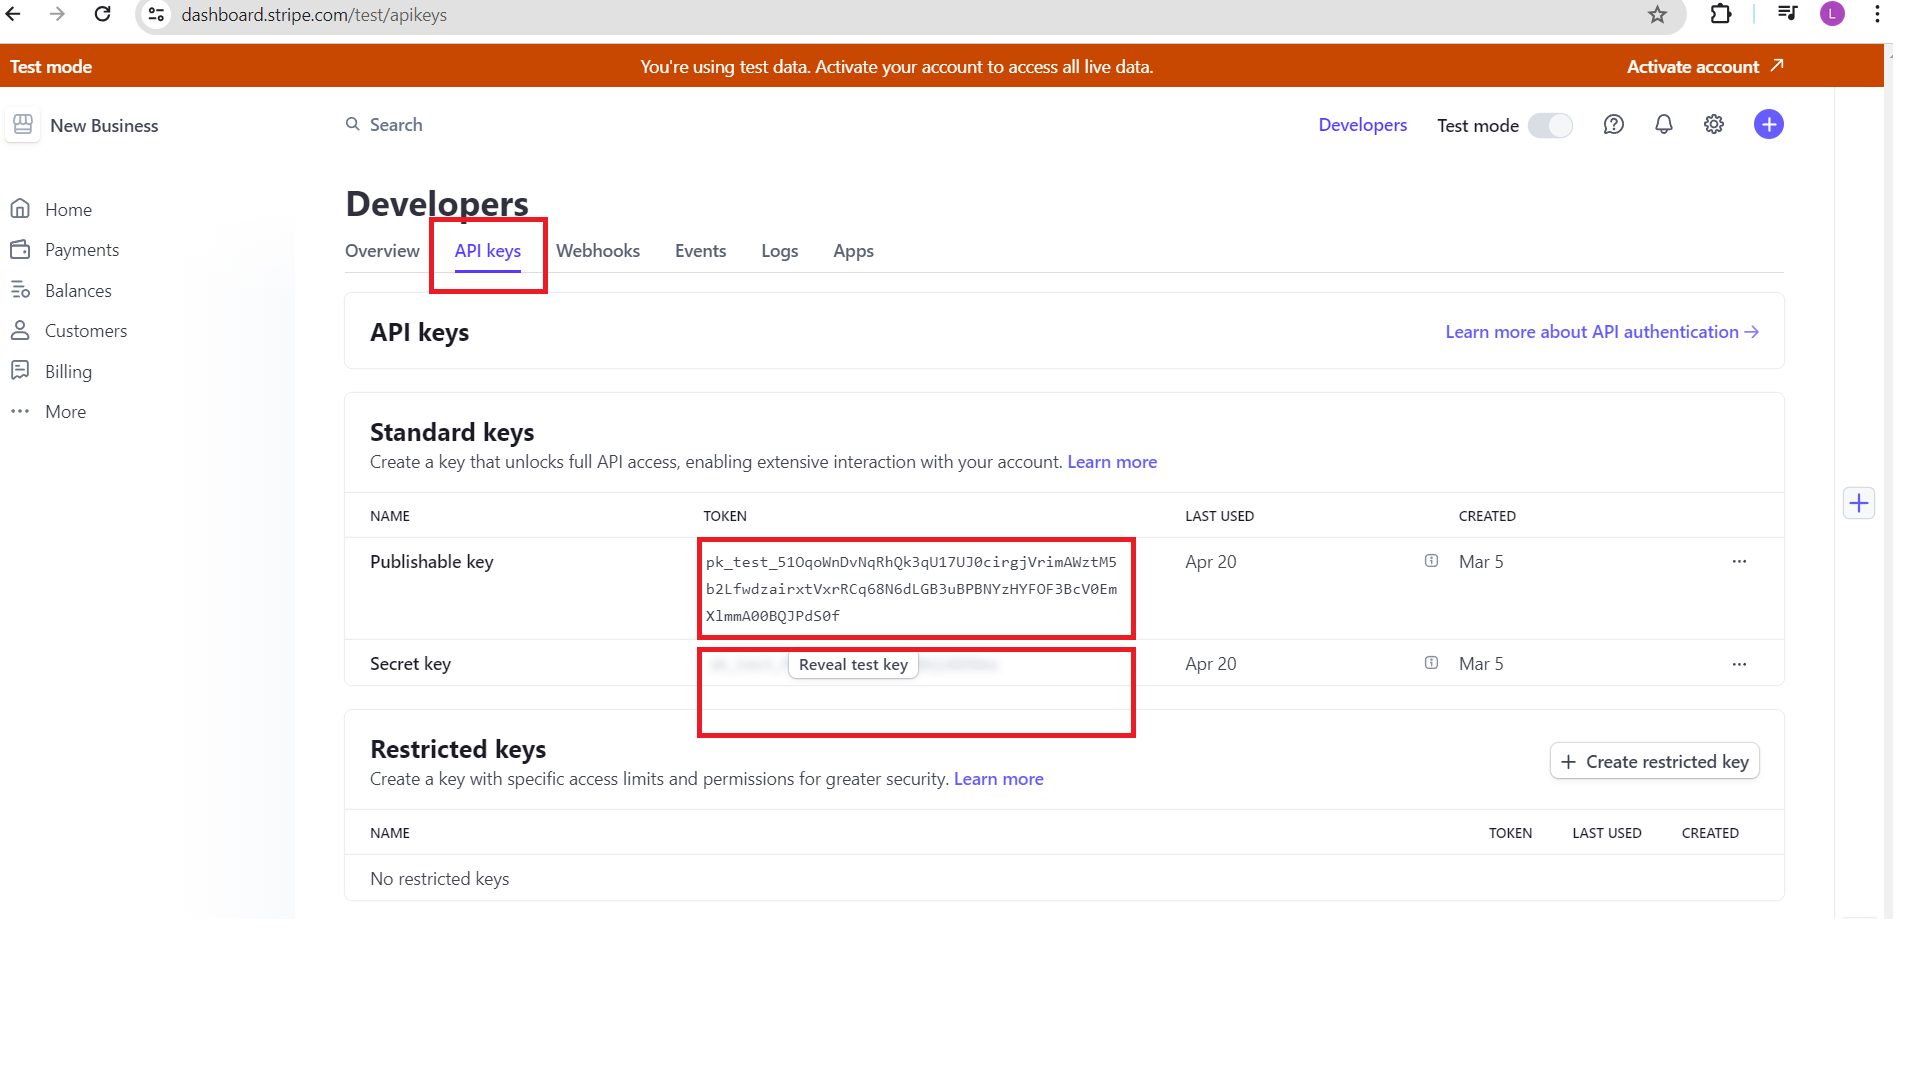 dashboard.stripe.com/test/apikeys
L
Test mode
You're using test data. Activate your account to access all live data.
Activate account
New Business
Search
Developers
Test mode
Home
Payments
Balances
Customers
Billing
More
Developers
Overview
API keys
Webhooks
Events
Logs
Apps
API keys
Learn more about API authentication
Standard keys
Create a key that unlocks full API access, enabling extensive interaction with your account. Learn more
NAME TOKEN LAST USED CREATED
Publishable key
pk_test_51OqoWnDvNqRhQk3qU17UJ0cirgjVrimAWztM5
b2LfwdzairxtVxrRCq68N6dLGB3uBPBNYzHYFOF3BcV0Em
XlmmA00BQJPdS0f
Apr 20
Mar 5
Secret key
Reveal test key
Apr 20
Mar 5
Restricted keys
Create a key with specific access limits and permissions for greater security. Learn more
Create restricted key
NAME TOKEN LAST USED CREATED
No restricted keys